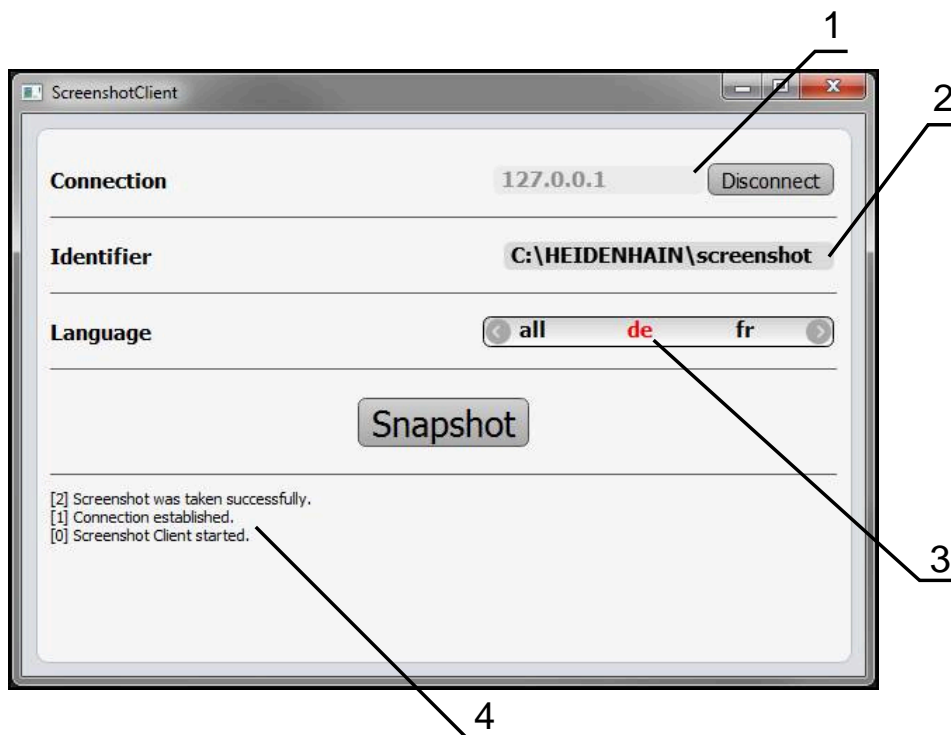 1
ScreenshotClient
2
Connection 127.0.0.1 Disconnect
Identifier C:\HEIDENHAIN\screenshot
Language all de fr
Snapshot
[2] Screenshot was taken successfully.
[1] Connection established.
[0] Screenshot Client started.
3
4